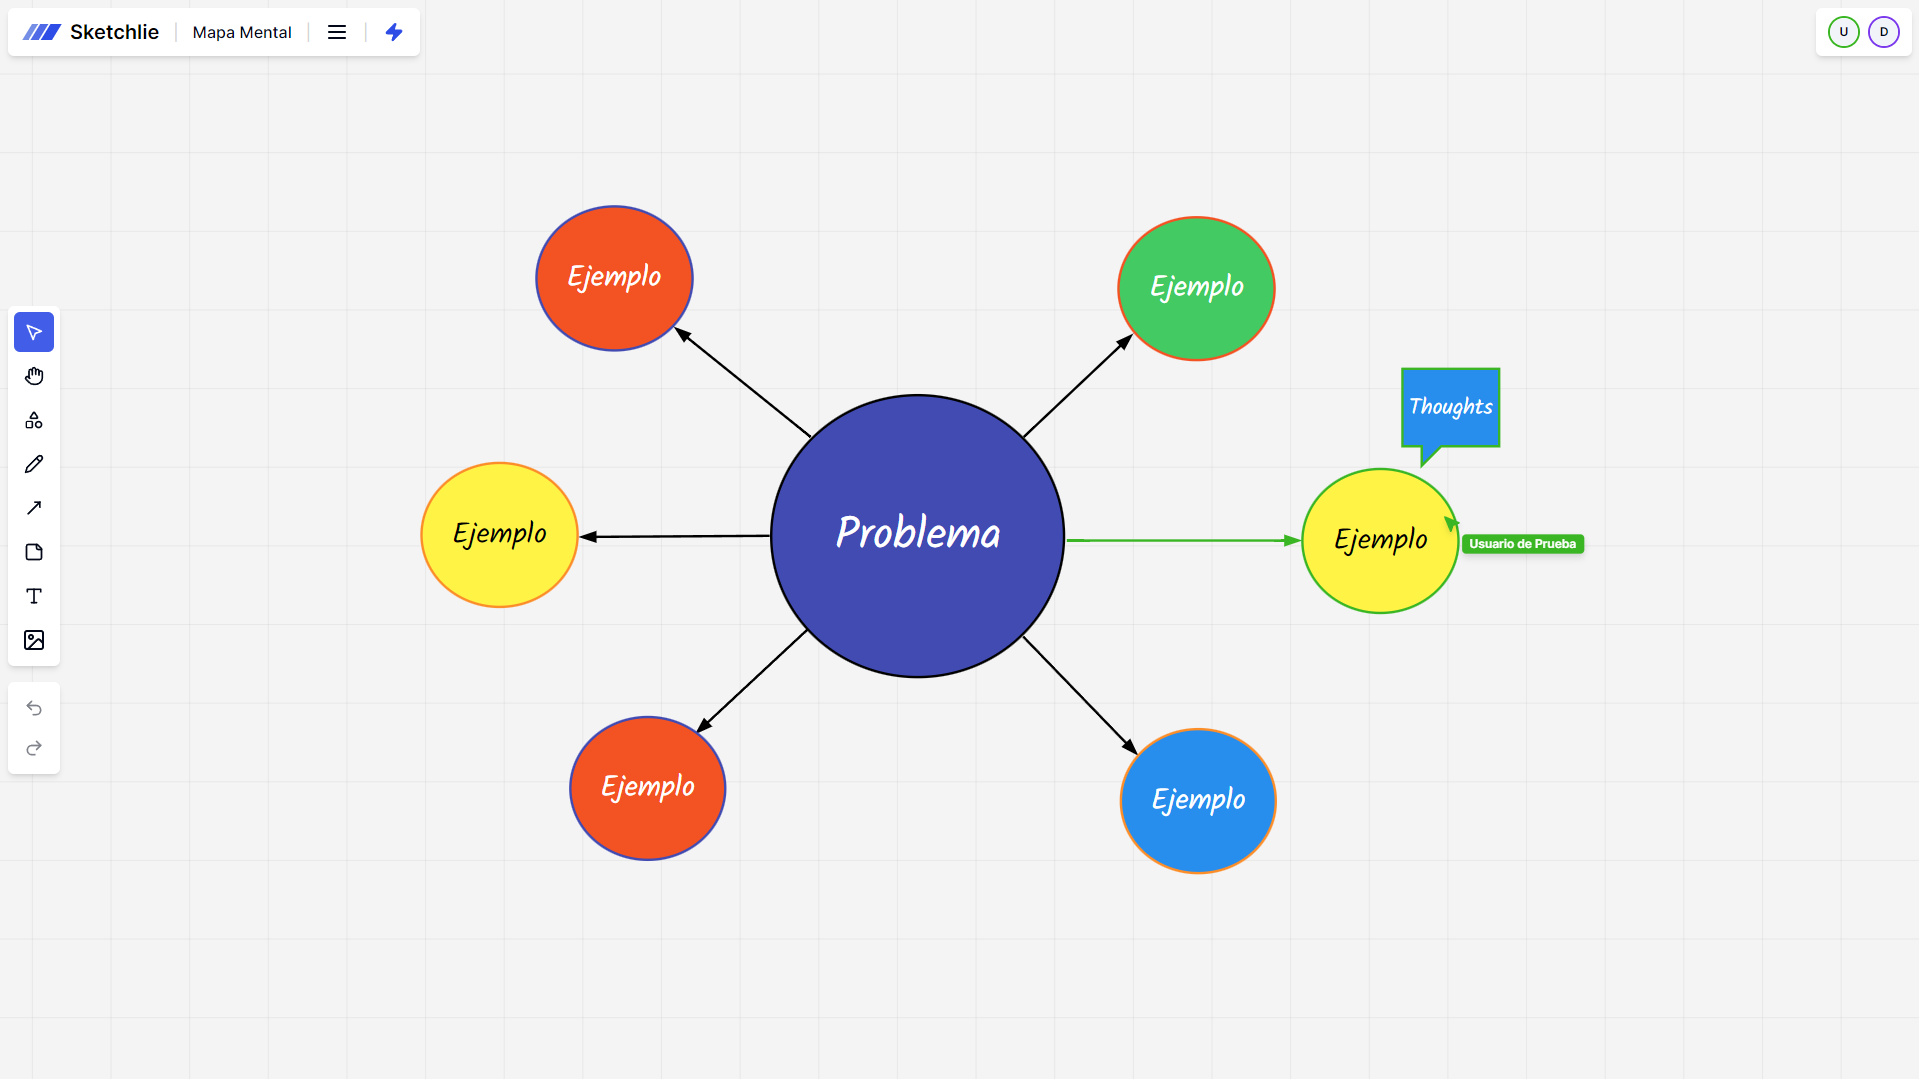 Sketchlie
Mapa Mental
U
D
Ejemplo
Ejemplo
Thoughts
Ejemplo
Problema
Ejemplo
Usuario de Prueba
Ejemplo
Ejemplo